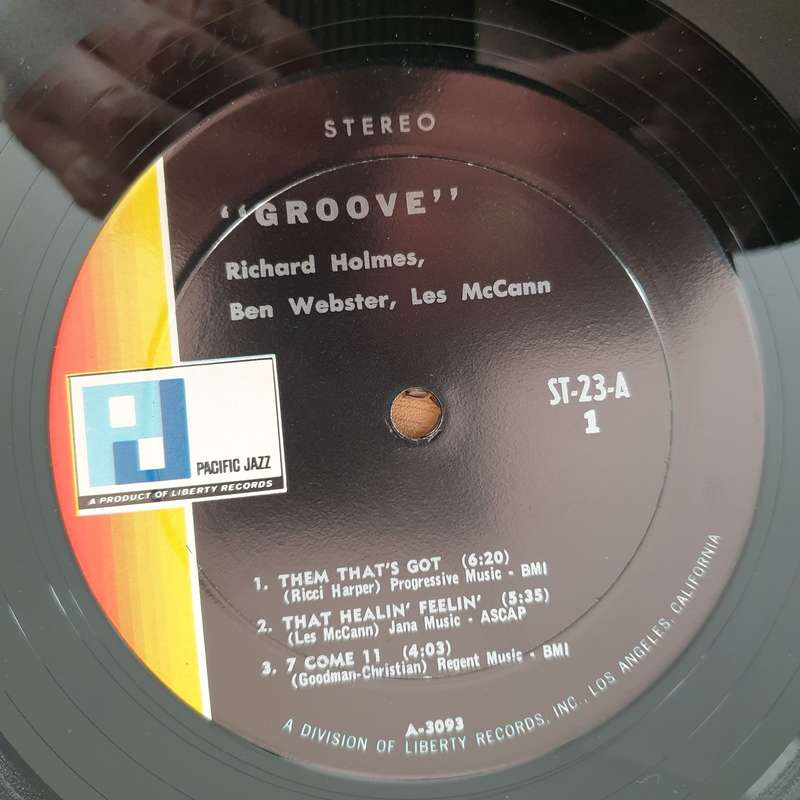 STEREO
“GROOVE”
Richard Holmes,
Ben Webster, Les McCann
ST-23-A
1
PJ
PACIFIC JAZZ
A PRODUCT OF LIBERTY RECORDS
1. THEM THAT'S GOT (6:20)
(Ricci Harper) Progressive Music - BMI
2. THAT HEALIN' FEELIN' (5:35)
(Les McCann) Jana Music - ASCAP
3. 7 COME 11 (4:03)
(Goodman-Christian) Regent Music - BMI
A-3093
A DIVISION OF LIBERTY RECORDS, INC., LOS ANGELES, CALIFORNIA